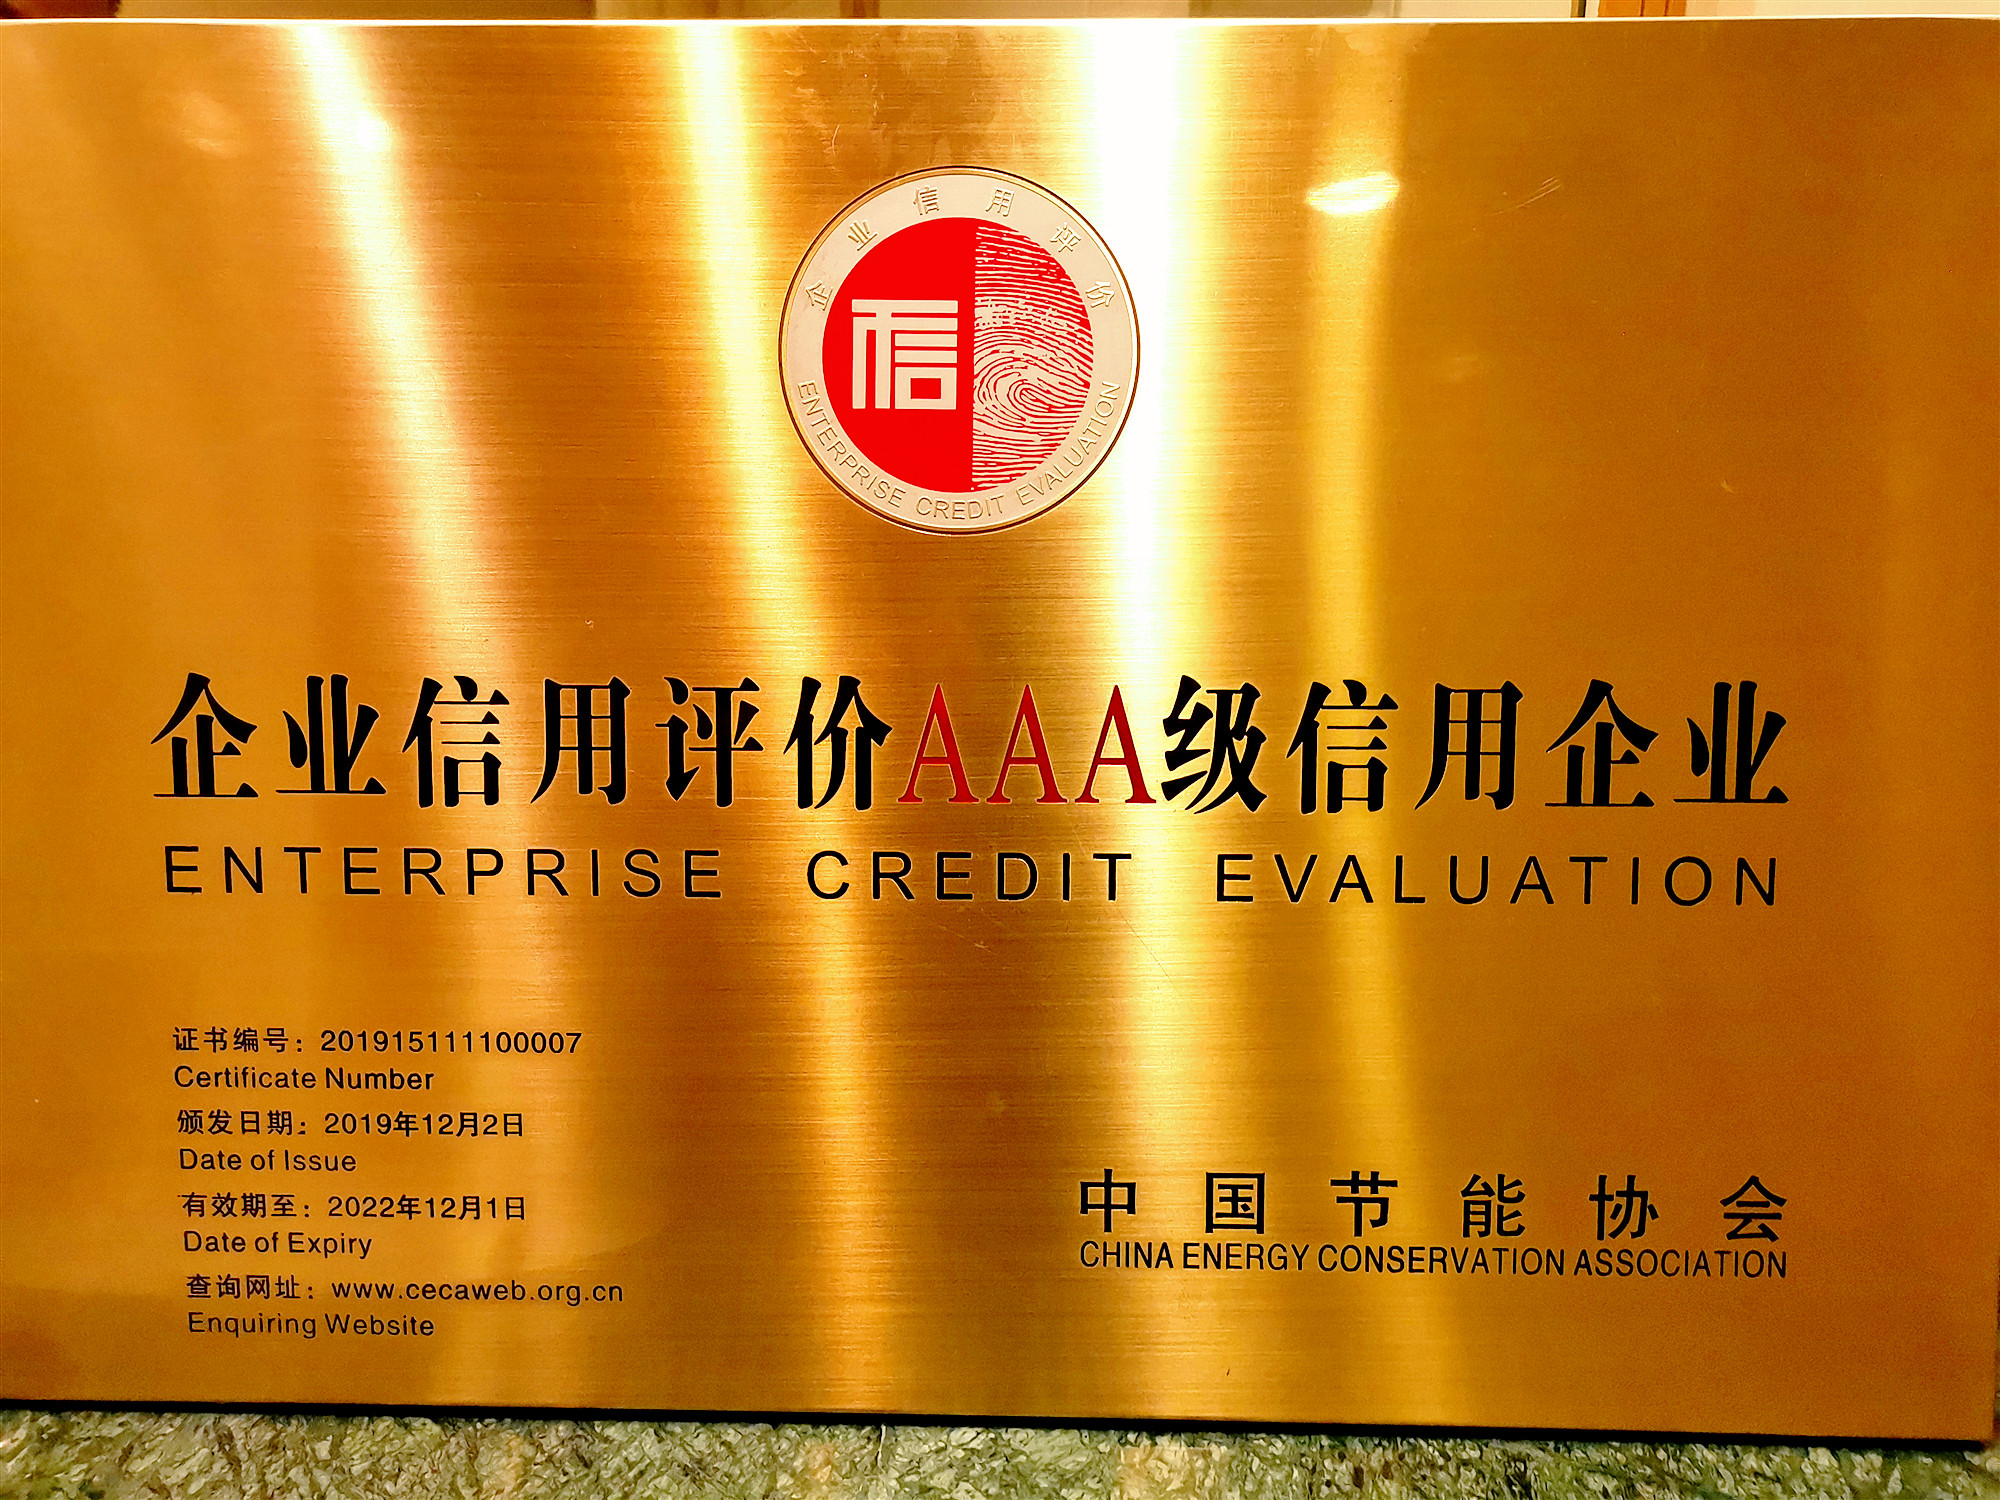 企业信用评价
信
ENTERPRISE CREDIT EVALUATION
企业信用评价AAA级信用企业
ENTERPRISE CREDIT EVALUATION
证书编号：201915111100007
Certificate Number
颁发日期：2019年12月2日
Date of Issue
有效期至：2022年12月1日
Date of Expiry
查询网址：www.cecaweb.org.cn
Enquiring Website
中国节能协会
CHINA ENERGY CONSERVATION ASSOCIATION